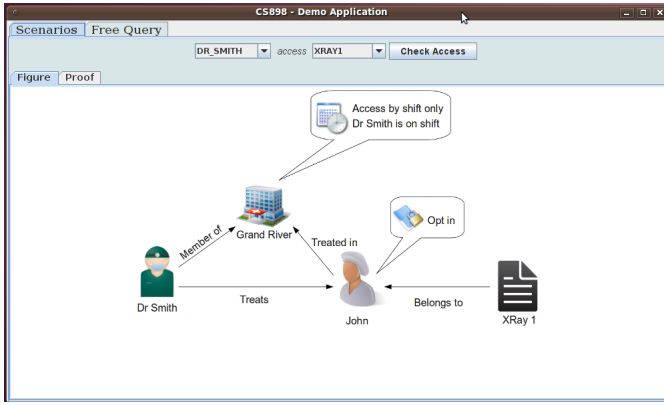 CS898 - Demo Application
Scenarios Free Query
DR_SMITH access XRAY1 Check Access
Figure Proof
Access by shift only
Dr Smith is on shift
Grand River
Opt in
Member of
Treated in
Dr Smith
Treats
John
Belongs to
XRay 1